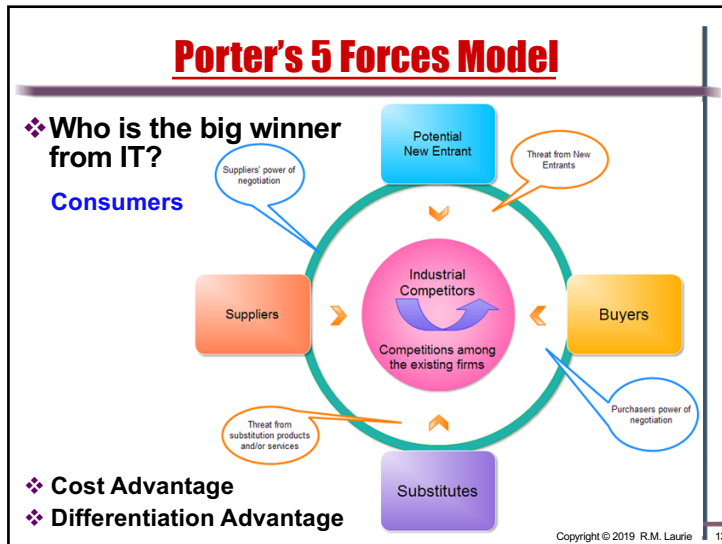 Porter's 5 Forces Model
❖Who is the big winner
from IT?
Consumers
Potential
New Entrant
Threat from New
Entrants
Suppliers' power of
negotiation
Industrial
Competitors
Suppliers
Buyers
Competitions among
the existing firms
Threat from
substitution products
and/or services
Purchasers power of
negotiation
Substitutes
❖ Cost Advantage
❖ Differentiation Advantage
Copyright © 2019 R.M. Laurie